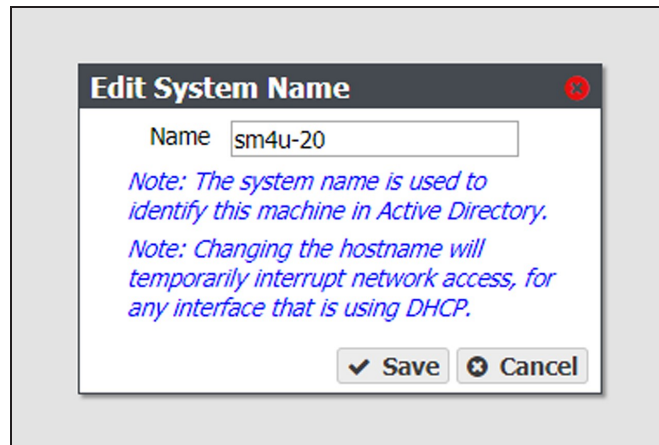 Edit System Name
Name sm4u-20
Note: The system name is used to
identify this machine in Active Directory.
Note: Changing the hostname will
temporarily interrupt network access, for
any interface that is using DHCP.
Save Cancel